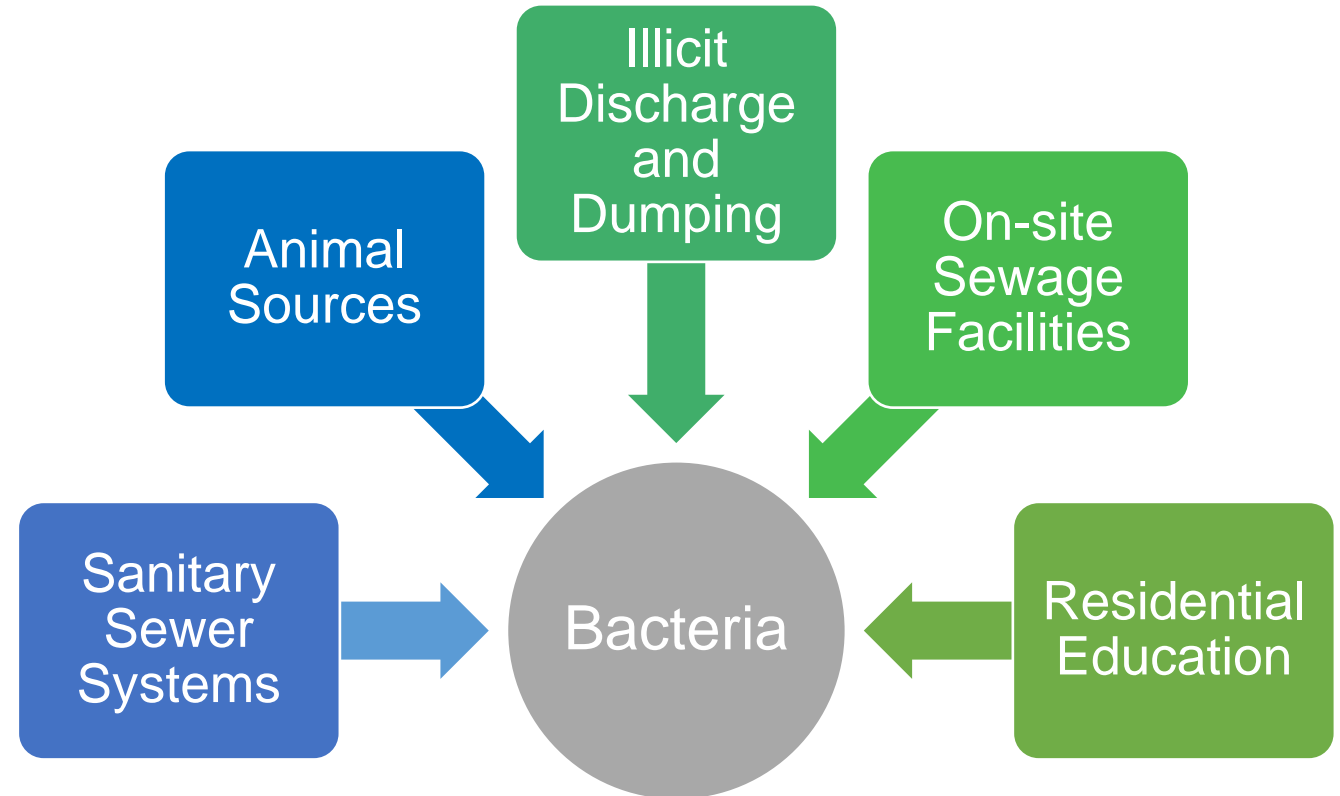 Illicit
Discharge
and
Dumping
Animal
Sources
On-site
Sewage
Facilities
Sanitary
Sewer
Systems
Bacteria
Residential
Education